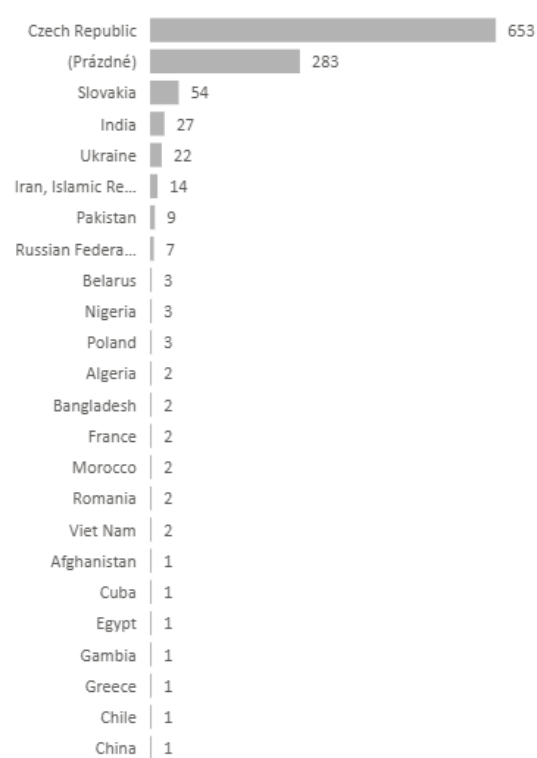 Czech Republic 653
(Prázdné) 283
Slovakia 54
India 27
Ukraine 22
Iran, Islamic Re... 14
Pakistan 9
Russian Federa... 7
Belarus 3
Nigeria 3
Poland 3
Algeria 2
Bangladesh 2
France 2
Morocco 2
Romania 2
Viet Nam 2
Afghanistan 1
Cuba 1
Egypt 1
Gambia 1
Greece 1
Chile 1
China 1